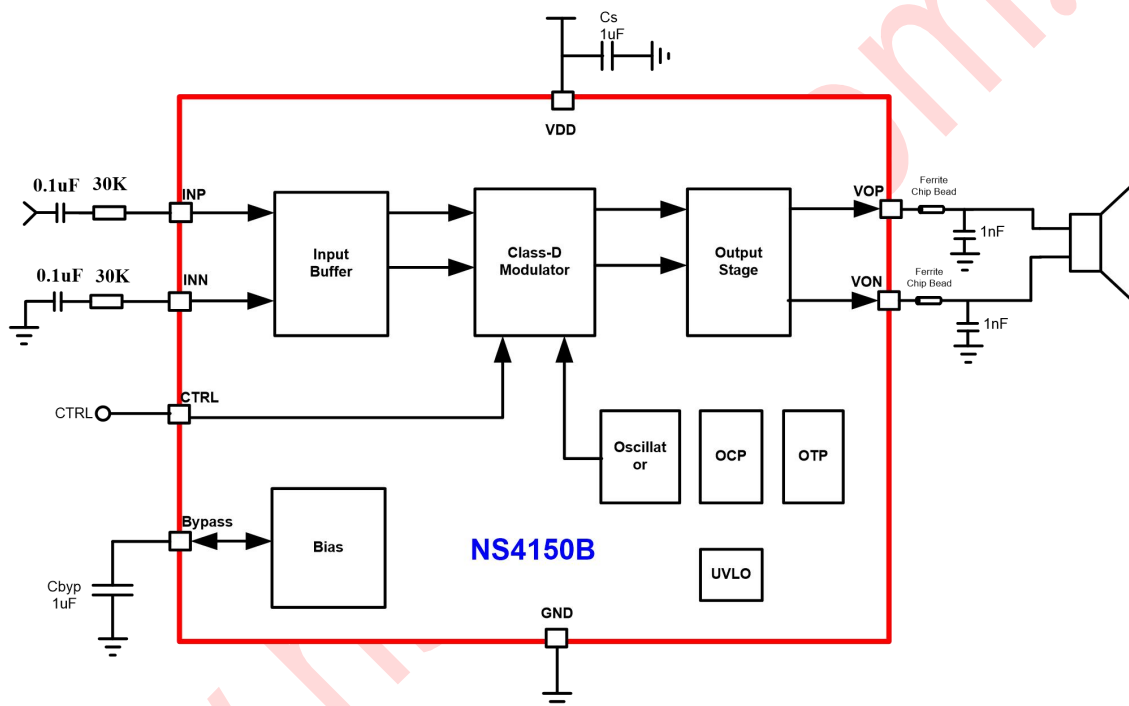 Cs
1uF
VDD
0.1uF 30K
INP
VOP
Ferrite
Chip Bead
1nF
Input
Buffer
Class-D
Modulator
Output
Stage
0.1uF 30K
INN
VON
Ferrite
Chip Bead
1nF
CTRL
CTRL
Oscillat
or
OCP
OTP
Bypass
Bias
NS4150B
UVLO
Cbyp
1uF
GND